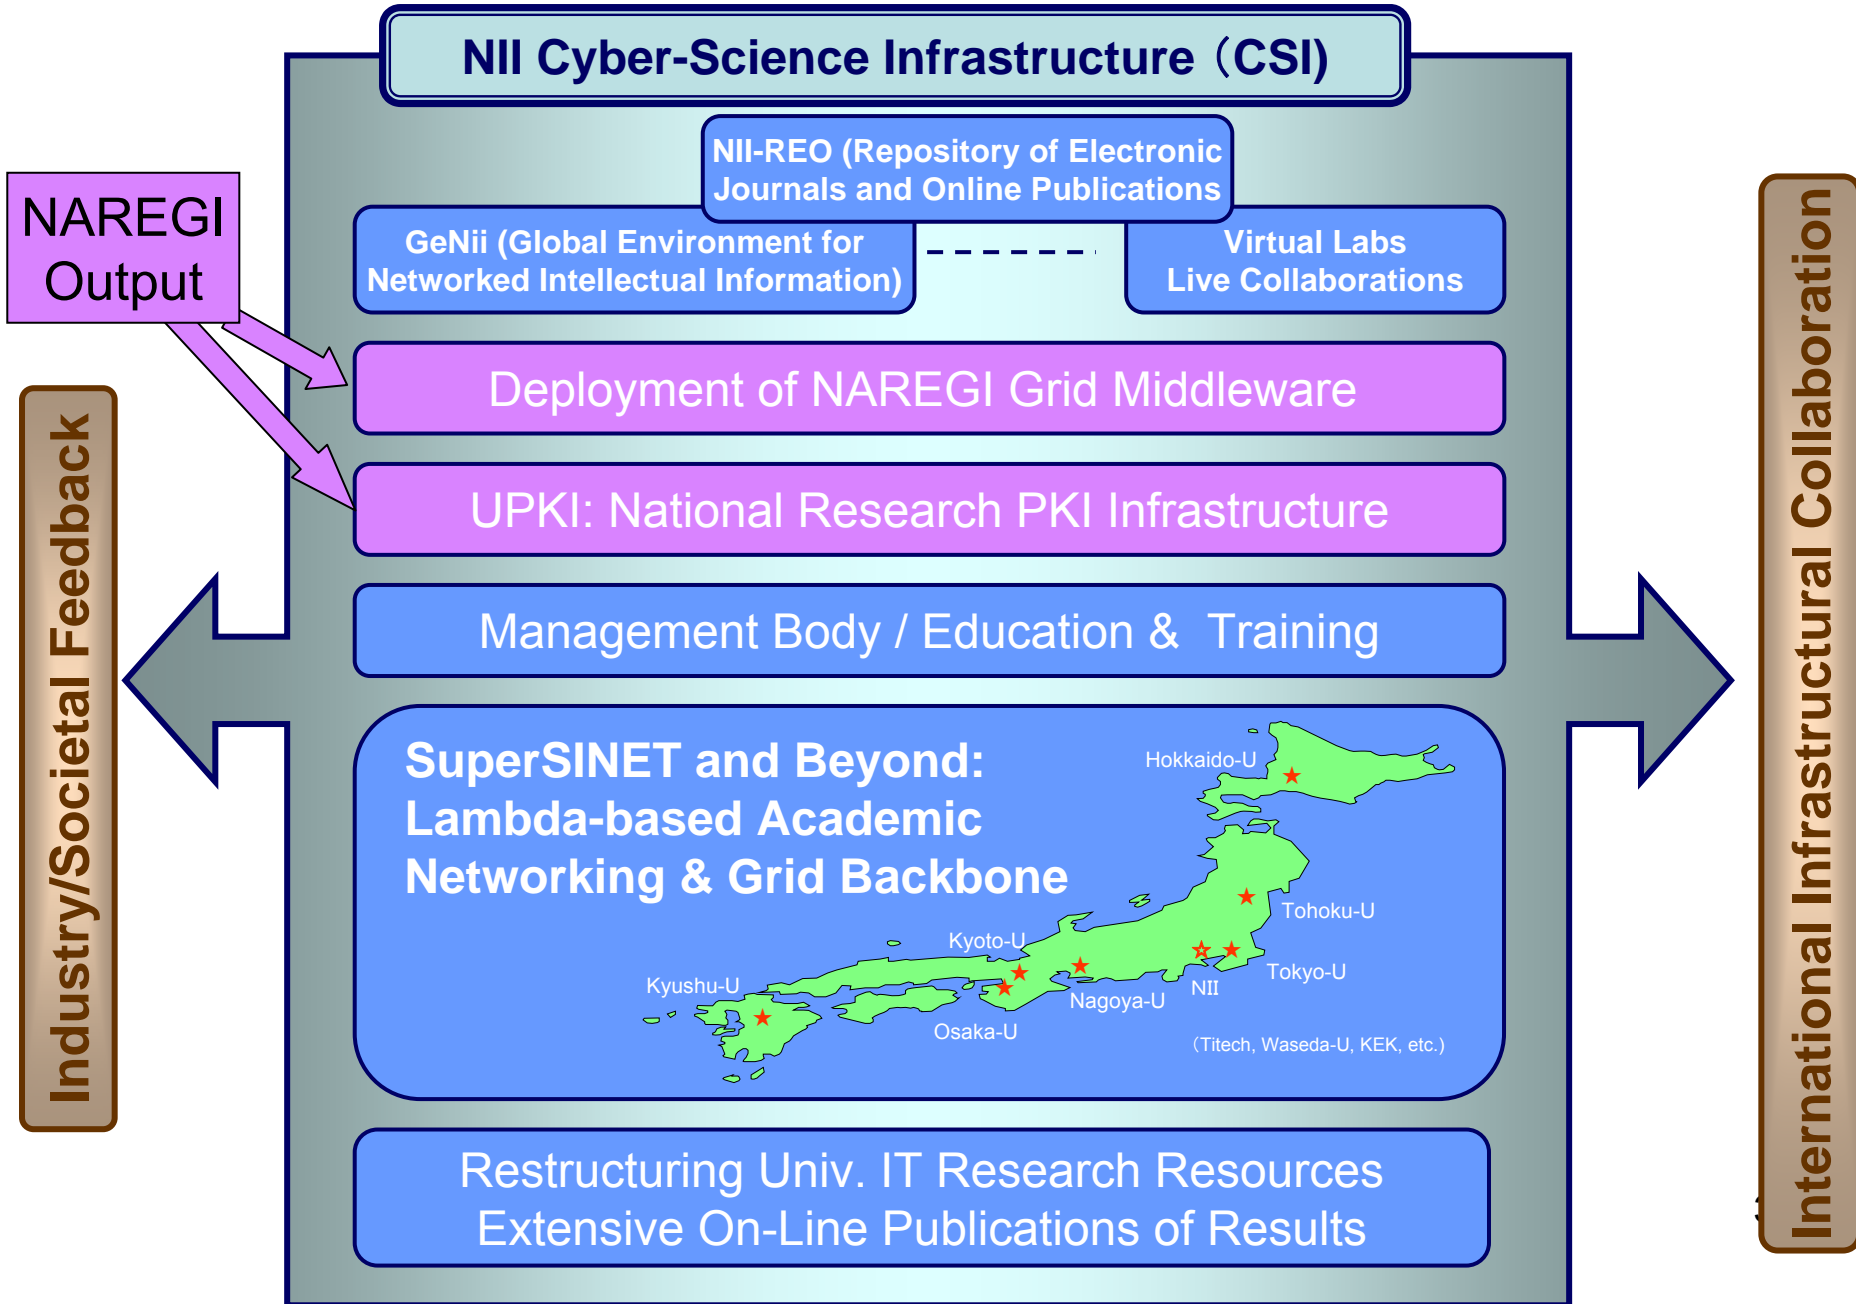 NII Cyber-Science Infrastructure（CSI)
NII-REO (Repository of Electronic
Journals and Online Publications
NAREGI
Output
GeNii (Global Environment for
Networked Intellectual Information)
Virtual Labs
Live Collaborations
Deployment of NAREGI Grid Middleware
UPKI: National Research PKI Infrastructure
Management Body / Education & Training
Industry/Societal Feedback
International Infrastructural Collaboration
SuperSINET and Beyond:
Lambda-based Academic
Networking & Grid Backbone
Hokkaido-U
Tohoku-U
Kyoto-U
Tokyo-U
Kyushu-U
NII
Nagoya-U
Osaka-U
（Titech, Waseda-U, KEK, etc.)
Restructuring Univ. IT Research Resources
Extensive On-Line Publications of Results